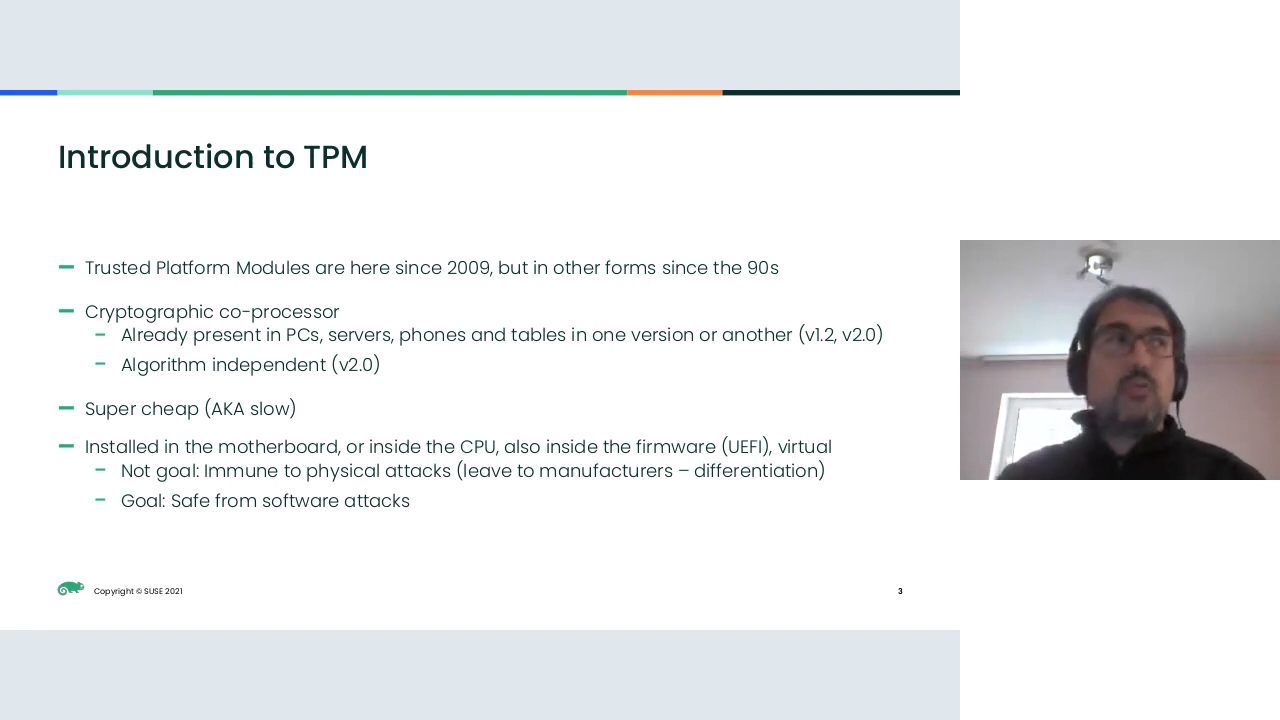 Introduction to TPM
Trusted Platform Modules are here since 2009, but in other forms since the 90s
Cryptographic co-processor
Already present in PCs, servers, phones and tables in one version or another (v1.2, v2.0)
Algorithm independent (v2.0)
Super cheap (AKA slow)
Installed in the motherboard, or inside the CPU, also inside the firmware (UEFI), virtual
Not goal: Immune to physical attacks (leave to manufacturers – differentiation)
Goal: Safe from software attacks
Copyright © SUSE 2021
3